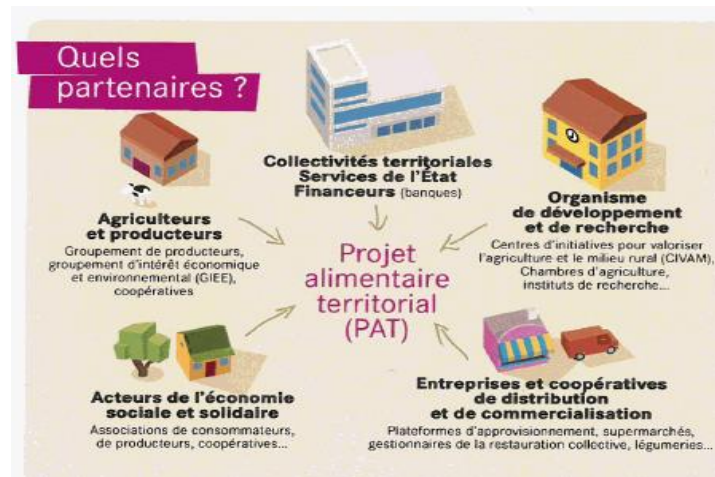 Quels
partenaires ?
Collectivités territoriales
Services de l'État
Financeurs (banques)
Agriculteurs
et producteurs
Groupement de producteurs,
groupement d'intérêt économique
et environnemental (GIEE),
coopératives
Organisme
de développement
et de recherche
Centres d'initiatives pour valoriser
l'agriculture et le milieu rural (CIVAM),
Chambres d'agriculture,
instituts de recherche...
Projet
alimentaire
territorial
(PAT)
Acteurs de l'économie
sociale et solidaire
Associations de consommateurs,
de producteurs, coopératives...
Entreprises et coopératives
de distribution
et de commercialisation
Plateformes d'approvisionnement, supermarchés,
gestionnaires de la restauration collective, légumeries...